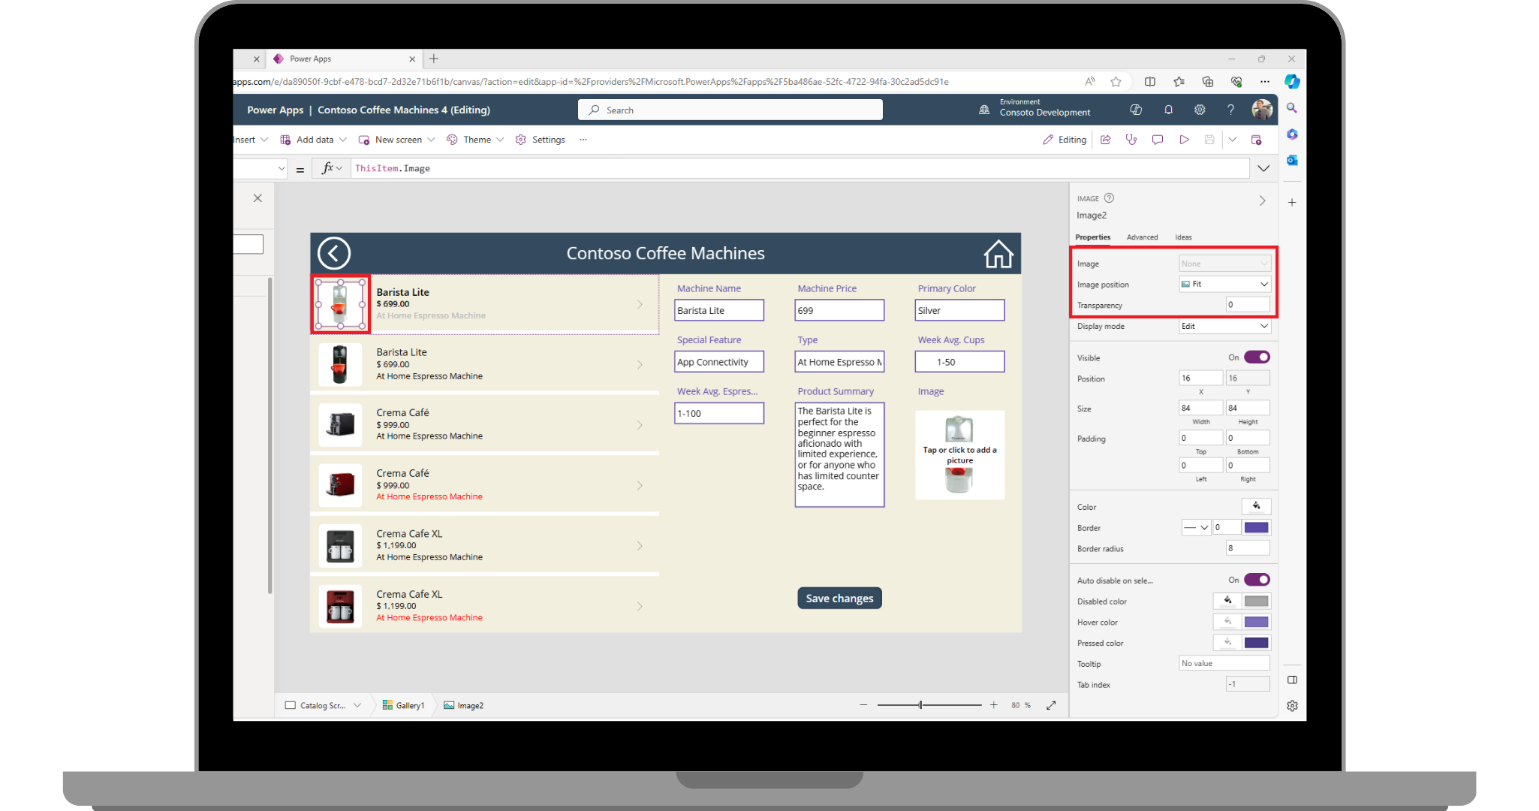 Power Apps
apps.com/e/da89050f-9cbf-e478-bcd7-2d32e71b6f1b/canvas/?action=edit&app-id=%2Fproviders%2FMicrosoft.PowerApps%2Fapps%2F5ba486ae-52fc-4722-94fa-30c2ad5dc91e
Power Apps | Contoso Coffee Machines 4 (Editing)
Search
Environment
Consoto Development
Insert
Add data
New screen
Theme
Settings
...
Editing
= fx ThisItem.Image
Contoso Coffee Machines
Barista Lite
$ 699.00
At Home Espresso Machine
Barista Lite
$ 699.00
At Home Espresso Machine
Crema Café
$ 999.00
At Home Espresso Machine
Crema Café
$ 999.00
At Home Espresso Machine
Crema Cafe XL
$ 1,199.00
At Home Espresso Machine
Crema Cafe XL
$ 1,199.00
At Home Espresso Machine
Machine Name
Barista Lite
Machine Price
699
Primary Color
Silver
Special Feature
App Connectivity
Type
At Home Espresso M
Week Avg. Cups
1-50
Week Avg. Espres...
1-100
Product Summary
The Barista Lite is
perfect for the
beginner espresso
aficionado with
limited experience,
or for anyone who
has limited counter
space.
Image
Tap or click to add a
picture
Save changes
IMAGE
Image2
Properties Advanced Ideas
Image None
Image position Fit
Transparency 0
Display mode Edit
Visible On
Position 16 16
X Y
Size 84 84
Width Height
Padding 0 0
Top Bottom
0 0
Left Right
Color
Border 0
Border radius 8
Auto disable on sele... On
Disabled color
Hover color
Pressed color
Tooltip No value
Tab index -1
Catalog Scr... Gallery1 Image2
80 %